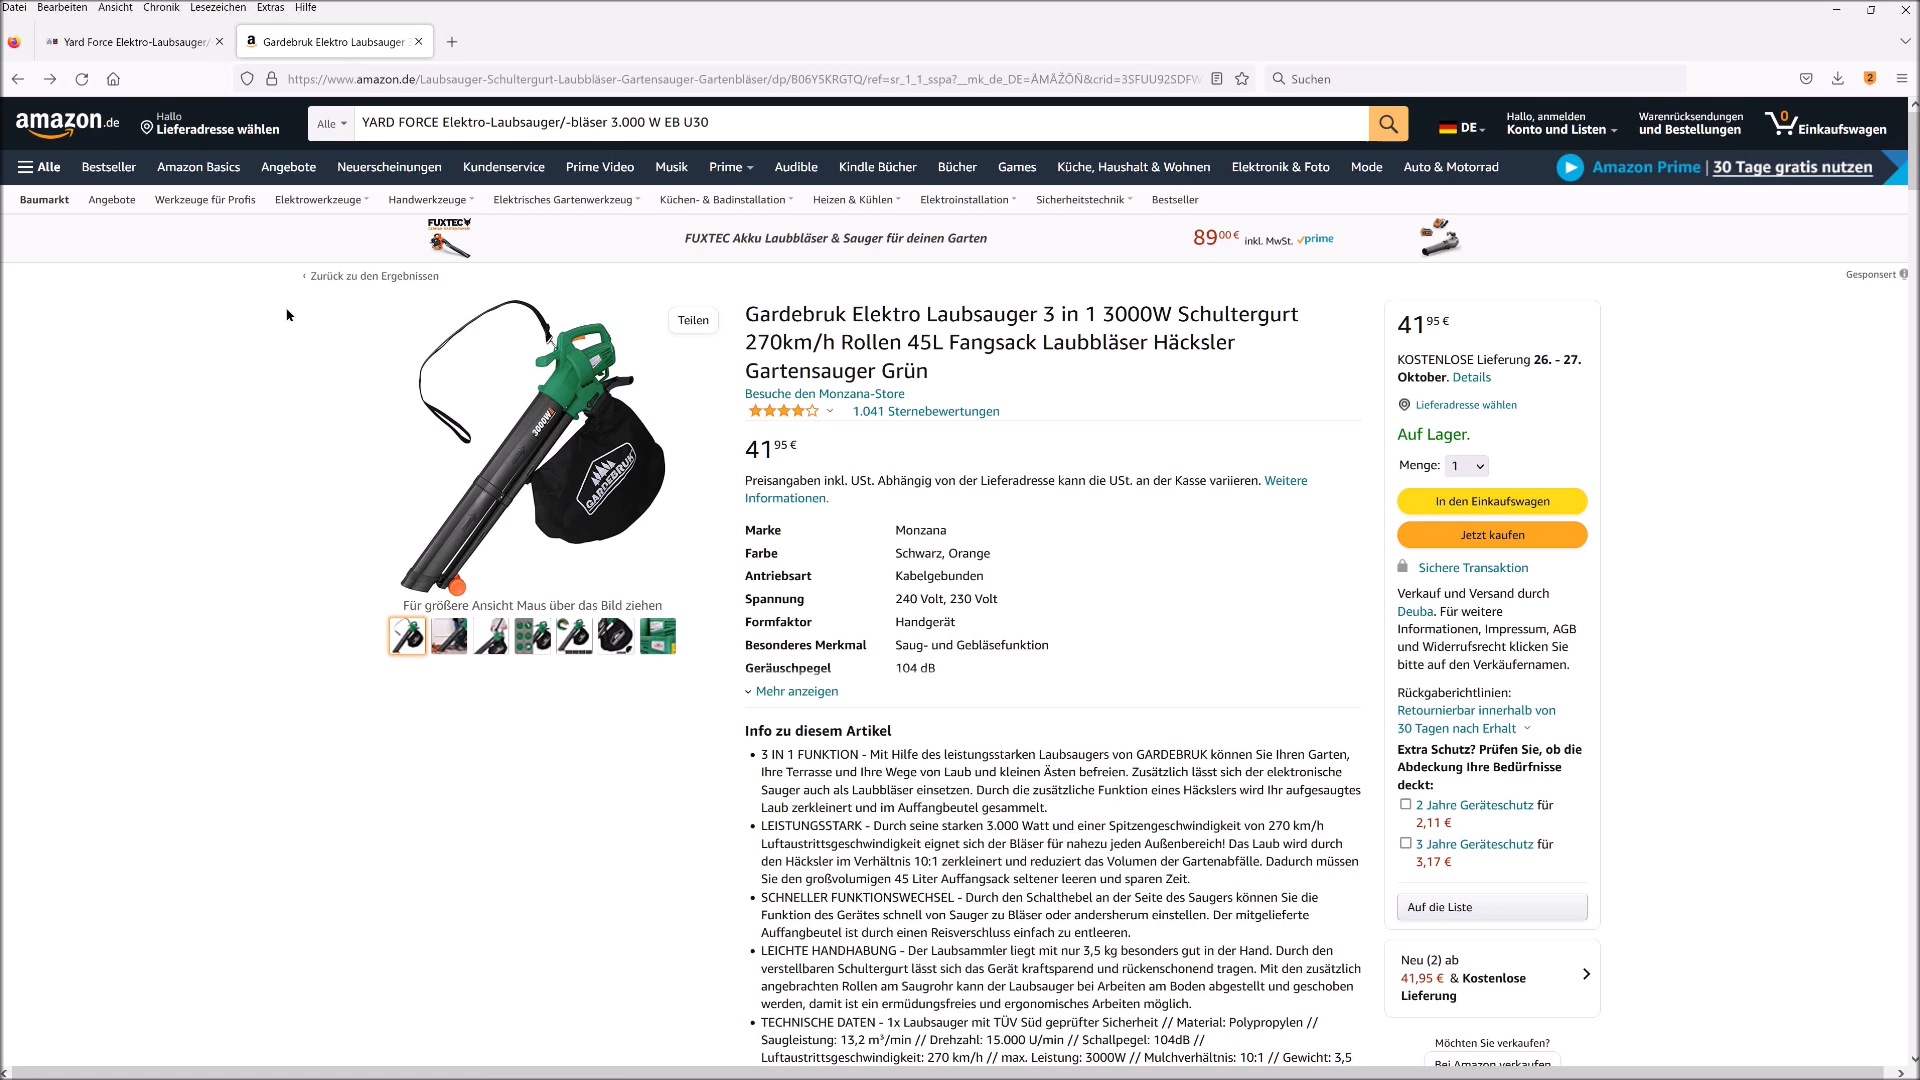 Datei Bearbeiten Ansicht Chronik Lesezeichen Extras Hilfe
Yard Force Elektro-Laubsauger/-
Gardebruk Elektro Laubsauger
https://www.amazon.de/Laubsauger-Schultergurt-Laubbläser-Gartensauger-Gartenbläser/dp/B06Y5KRGTQ/ref=sr_1_1_sspa?__mk_de_DE=ÅMÅŽÕÑ&crid=3SFUU92SDFW
Suchen
2
amazon.de
Hallo
Lieferadresse wählen
Alle
YARD FORCE Elektro-Laubsauger/-bläser 3.000 W EB U30
DE
Hallo, anmelden
Konto und Listen
Warenrücksendungen
und Bestellungen
0
Einkaufswagen
Alle Bestseller Amazon Basics Angebote Neuerscheinungen Kundenservice Prime Video Musik Prime Audible Kindle Bücher Bücher Games Küche, Haushalt & Wohnen Elektronik & Foto Mode Auto & Motorrad
Amazon Prime | 30 Tage gratis nutzen
Baumarkt Angebote Werkzeuge für Profis Elektrowerkzeuge Handwerkzeuge Elektrisches Gartenwerkzeug Küchen- & Badinstallation Heizen & Kühlen Elektroinstallation Sicherheitstechnik Bestseller
FUXTEC
FUXTEC Akku Laubbläser & Sauger für deinen Garten
89,00 € inkl. MwSt. prime
‹ Zurück zu den Ergebnissen
Gesponsert
Teilen
3000W
GARDEBRUK
Für größere Ansicht Maus über das Bild ziehen
Gardebruk Elektro Laubsauger 3 in 1 3000W Schultergurt
270km/h Rollen 45L Fangsack Laubbläser Häcksler
Gartensauger Grün
Besuche den Monzana-Store
1.041 Sternebewertungen
41 95 €
Preisangaben inkl. USt. Abhängig von der Lieferadresse kann die USt. an der Kasse variieren. Weitere
Informationen.
Marke Monzana
Farbe Schwarz, Orange
Antriebsart Kabelgebunden
Spannung 240 Volt, 230 Volt
Formfaktor Handgerät
Besonderes Merkmal Saug- und Gebläsefunktion
Geräuschpegel 104 dB
Mehr anzeigen
Info zu diesem Artikel
• 3 IN 1 FUNKTION - Mit Hilfe des leistungsstarken Laubsaugers von GARDEBRUK können Sie Ihren Garten,
Ihre Terrasse und Ihre Wege von Laub und kleinen Ästen befreien. Zusätzlich lässt sich der elektronische
Sauger auch als Laubbläser einsetzen. Durch die zusätzliche Funktion eines Häckslers wird Ihr aufgesaugtes
Laub zerkleinert und im Auffangbeutel gesammelt.
• LEISTUNGSSTARK - Durch seine starken 3.000 Watt und einer Spitzengeschwindigkeit von 270 km/h
Luftaustrittsgeschwindigkeit eignet sich der Bläser für nahezu jeden Außenbereich! Das Laub wird durch
den Häcksler im Verhältnis 10:1 zerkleinert und reduziert das Volumen der Gartenabfälle. Dadurch müssen
Sie den großvolumigen 45 Liter Auffangsack seltener leeren und sparen Zeit.
• SCHNELLER FUNKTIONSWECHSEL - Durch den Schalthebel an der Seite des Saugers können Sie die
Funktion des Gerätes schnell von Sauger zu Bläser oder andersherum einstellen. Der mitgelieferte
Auffangbeutel ist durch einen Reisverschluss einfach zu entleeren.
• LEICHTE HANDHABUNG - Der Laubsammler liegt mit nur 3,5 kg besonders gut in der Hand. Durch den
verstellbaren Schultergurt lässt sich das Gerät kraftsparend und rückenschonend tragen. Mit den zusätzlich
angebrachten Rollen am Saugrohr kann der Laubsauger bei Arbeiten am Boden abgestellt und geschoben
werden, damit ist ein ermüdungsfreies und ergonomisches Arbeiten möglich.
• TECHNISCHE DATEN - 1x Laubsauger mit TÜV Süd geprüfter Sicherheit // Material: Polypropylen //
Saugleistung: 13,2 m³/min // Drehzahl: 15.000 U/min // Schallpegel: 104dB //
Luftaustrittsgeschwindigkeit: 270 km/h // max. Leistung: 3000W // Mulchverhältnis: 10:1 // Gewicht: 3,5
41 95 €
KOSTENLOSE Lieferung 26. - 27.
Oktober. Details
Lieferadresse wählen
Auf Lager.
Menge: 1
In den Einkaufswagen
Jetzt kaufen
Sichere Transaktion
Verkauf und Versand durch
Deuba. Für weitere
Informationen, Impressum, AGB
und Widerrufsrecht klicken Sie
bitte auf den Verkäufernamen.
Rückgaberichtlinien:
Retournierbar innerhalb von
30 Tagen nach Erhalt
Extra Schutz? Prüfen Sie, ob die
Abdeckung Ihre Bedürfnisse
deckt:
2 Jahre Geräteschutz für
2,11 €
3 Jahre Geräteschutz für
3,17 €
Auf die Liste
Neu (2) ab
41,95 € & Kostenlose
Lieferung
Möchten Sie verkaufen?
Bei Amazon verkaufen